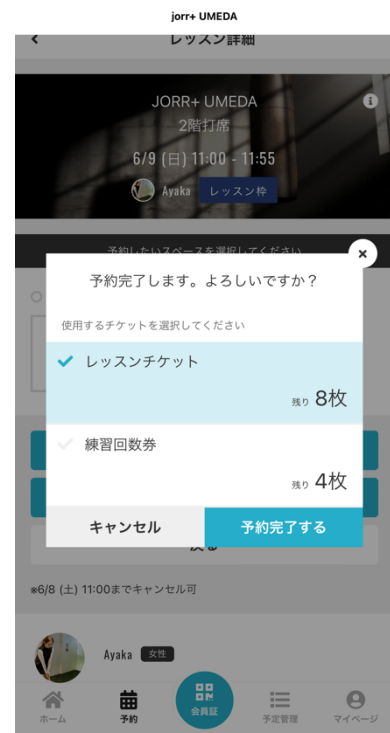 jorr+ UMEDA
レッスン詳細
JORR+ UMEDA
2階打席
6/9 (日) 11:00 - 11:55
Ayaka レッスン枠
予約したいスペースを選択してください
予約完了します。よろしいですか？
使用するチケットを選択してください
レッスンチケット
残り 8枚
練習回数券
残り 4枚
キャンセル 予約完了する
戻る
※6/8 (土) 11:00までキャンセル可
Ayaka 女性
ホーム 予約 会員証 予定管理 マイページ